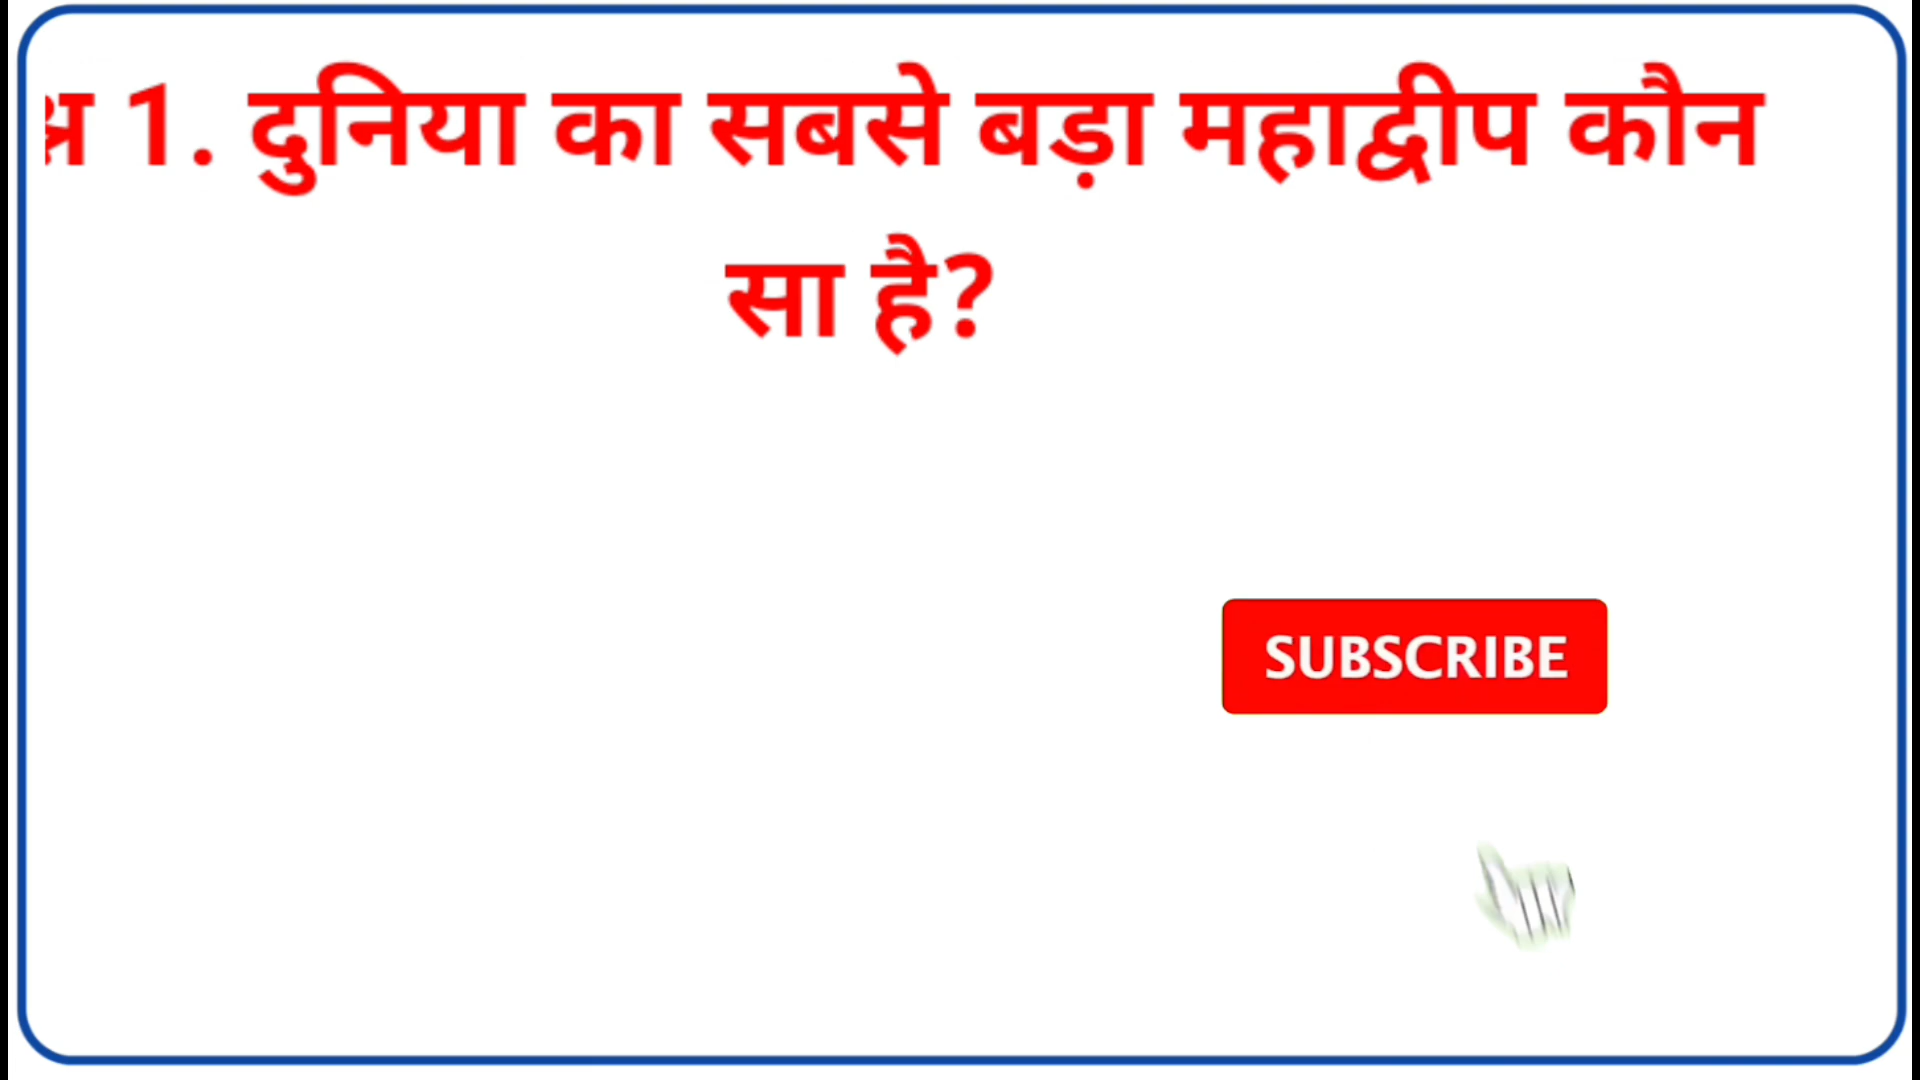 1. दुनिया का सबसे बड़ा महाद्वीप कौन
सा है?
SUBSCRIBE